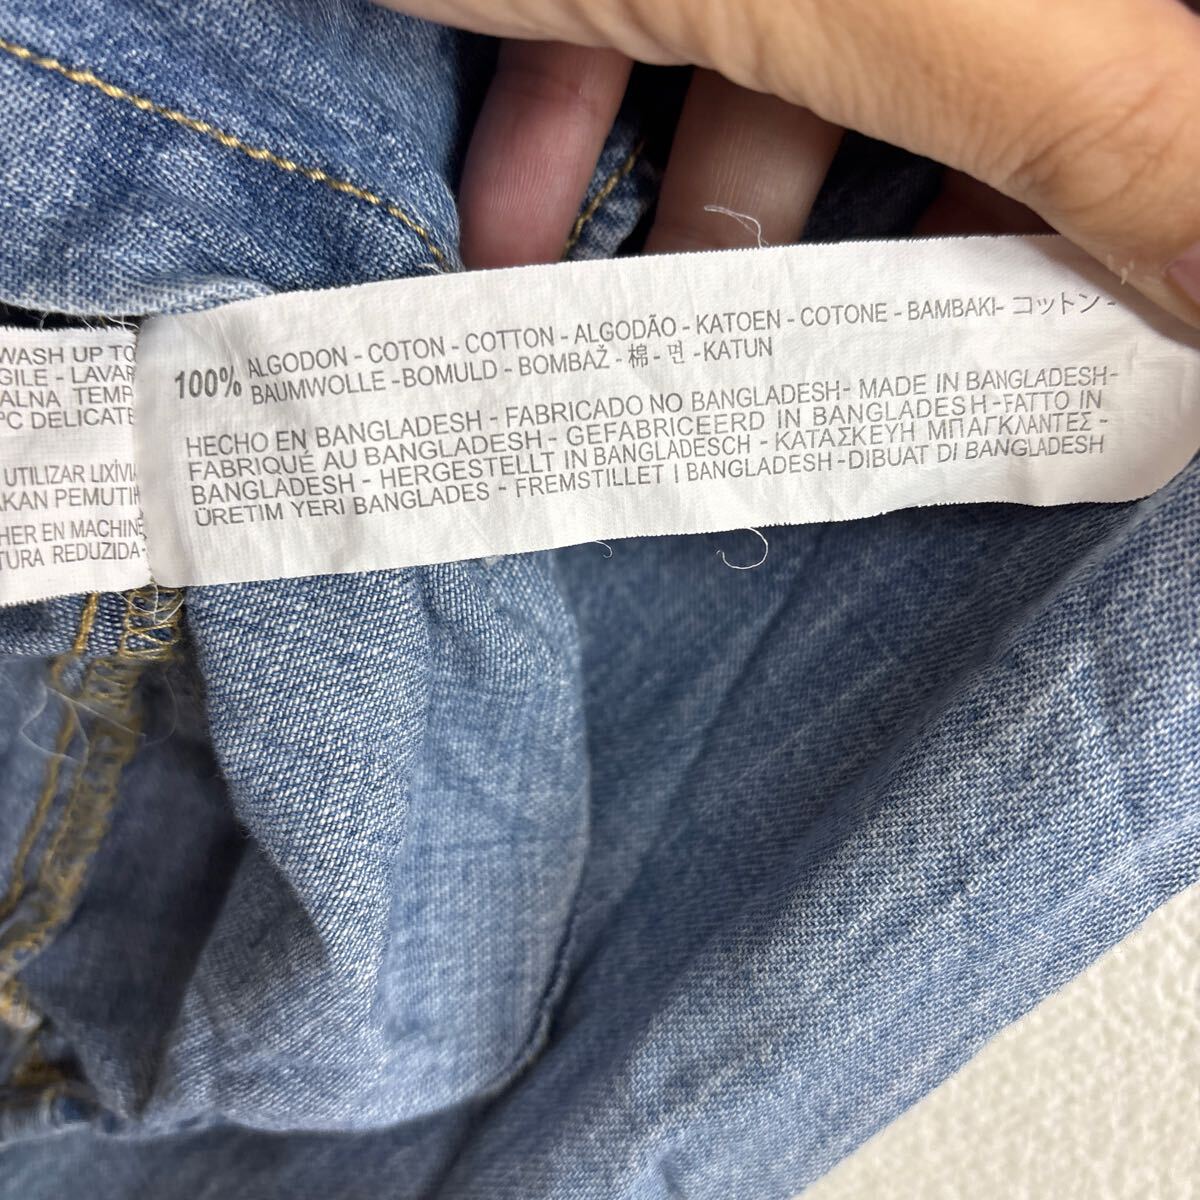 WASH UP TO
GILE - LAVAR
ALNA TEMP
°C DELICATE
UTILIZAR LIXÍVIA
KAN PEMUTIH
HER EN MACHINE
TURA REDUZIDA-
100% ALGODON - COTON - COTTON - ALGODÃO - KATOEN - COTONE - BAMBAKI- コットン -
BAUMWOLLE -BOMULD - BOMBAŽ - 棉 - 면 -KATUN
HECHO EN BANGLADESH - FABRICADO NO BANGLADESH- MADE IN BANGLADESH-
FABRIQUÉ AU BANGLADESH - GEFABRICEERD IN BANGLADESH -FATTO IN
BANGLADESH - HERGESTELLT IN BANGLADESCH - ΚΑΤΑΣΚΕΥΗ ΜΠΑΓΚΛΑΝΤΕΣ -
ÜRETIM YERI BANGLADES - FREMSTILLET I BANGLADESH -DIBUAT DI BANGLADESH